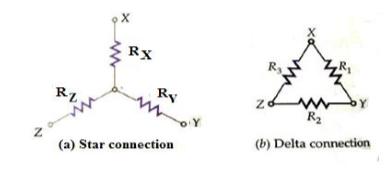 X
RX
RZ
RY
Z
Y
(a) Star connection
X
R3
R1
Z
Y
R2
(b) Delta connection